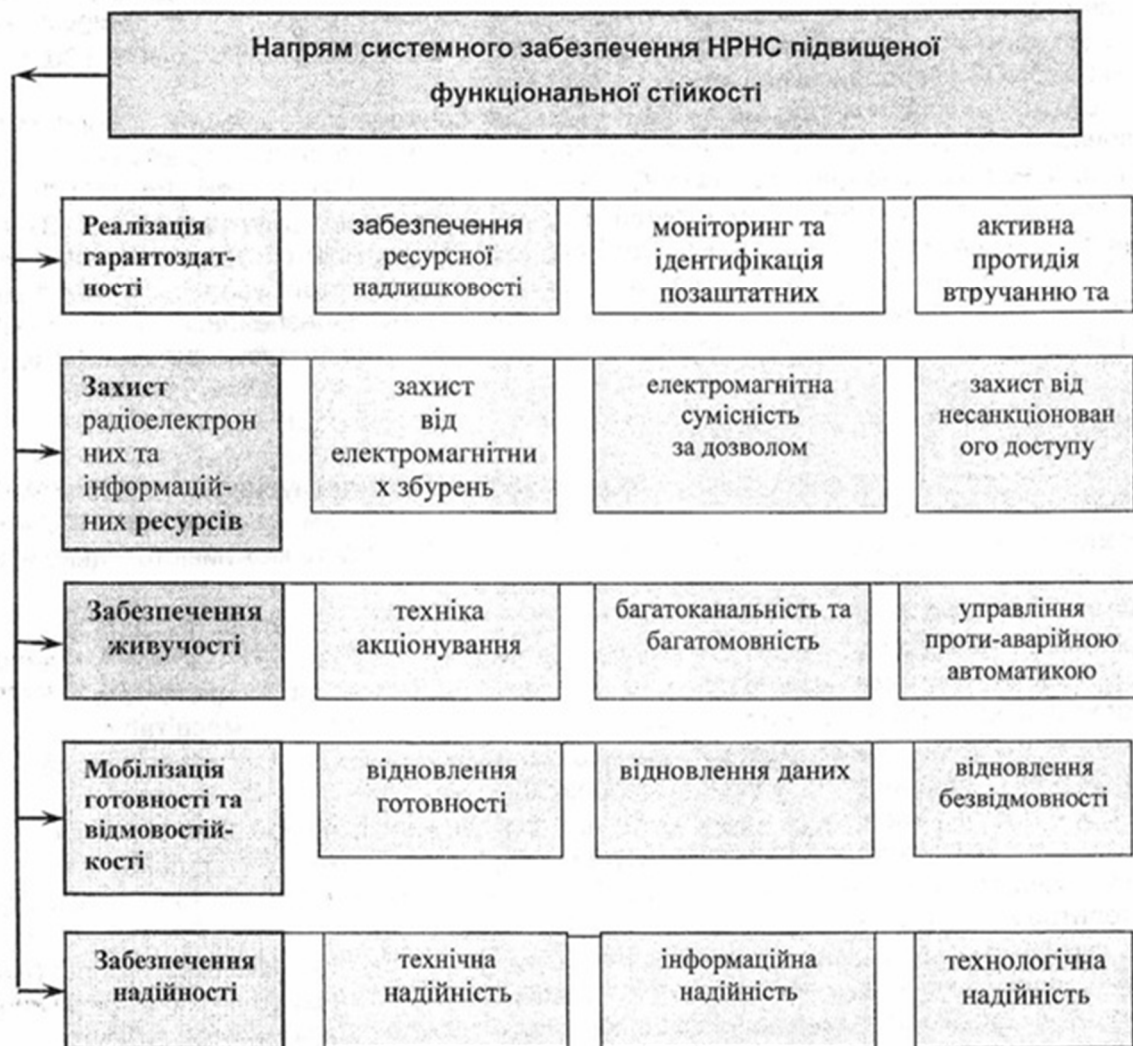 Напрям системного забезпечення НРНС підвищеної
функціональної стійкості
Реалізація
гарантоздат-
ності
забезпечення
ресурсної
надлишковості
моніторинг та
ідентифікація
позаштатних
активна
протидія
втручанню та
Захист
радіоелектрон
них та
інформацій-
них ресурсів
захист
від
електромагнітни
х збурень
електромагнітна
сумісність
за дозволом
захист від
несанкціонован
ого доступу
Забезпечення
живучості
техніка
акціонування
багатоканальність та
багатомовність
управління
проти-аварійною
автоматикою
Мобілізація
готовності та
відмовостій-
кості
відновлення
готовності
відновлення даних
відновлення
безвідмовності
Забезпечення
надійності
технічна
надійність
інформаційна
надійність
технологічна
надійність